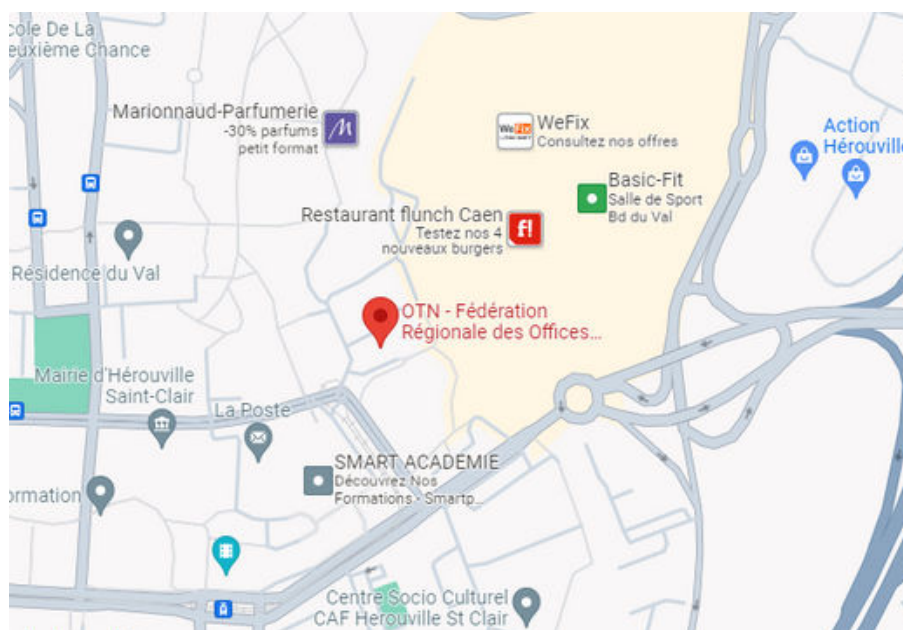 cole De La
euxième Chance
Marionnaud-Parfumerie
-30% parfums
petit format
WeFix
WeFix
Consultez nos offres
Action
Hérouville
Basic-Fit
Salle de Sport
Bd du Val
Restaurant flunch Caen
Testez nos 4
nouveaux burgers
f!
Résidence du Val
OTN - Fédération
Régionale des Offices...
Mairie d'Hérouville
Saint-Clair
La Poste
SMART ACADEMIE
Découvrez Nos
Formations - Smartp...
ormation
Centre Socio Culturel
CAF Herouville St Clair